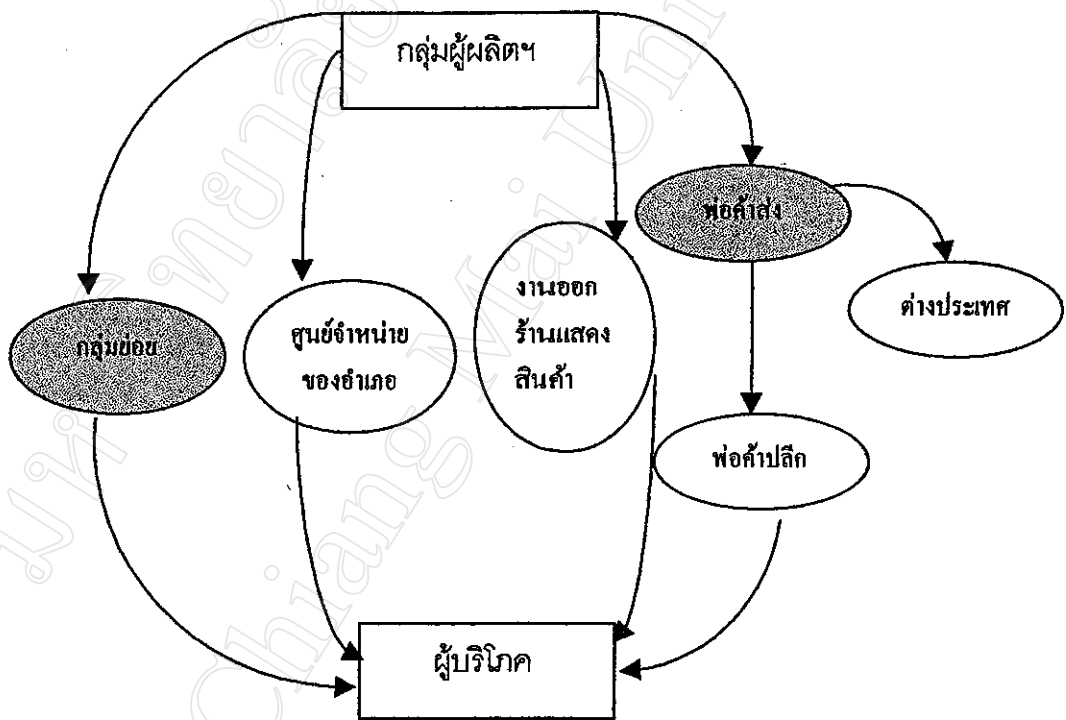 กลุ่มผู้ผลิตฯ
พ่อค้าส่ง
ต่างประเทศ
งานออก
ร้านแสดง
สินค้า
ศูนย์จำหน่าย
ของอำเภอ
กลุ่มย่อย
พ่อค้าปลีก
ผู้บริโภค
Chiang Mai Uni